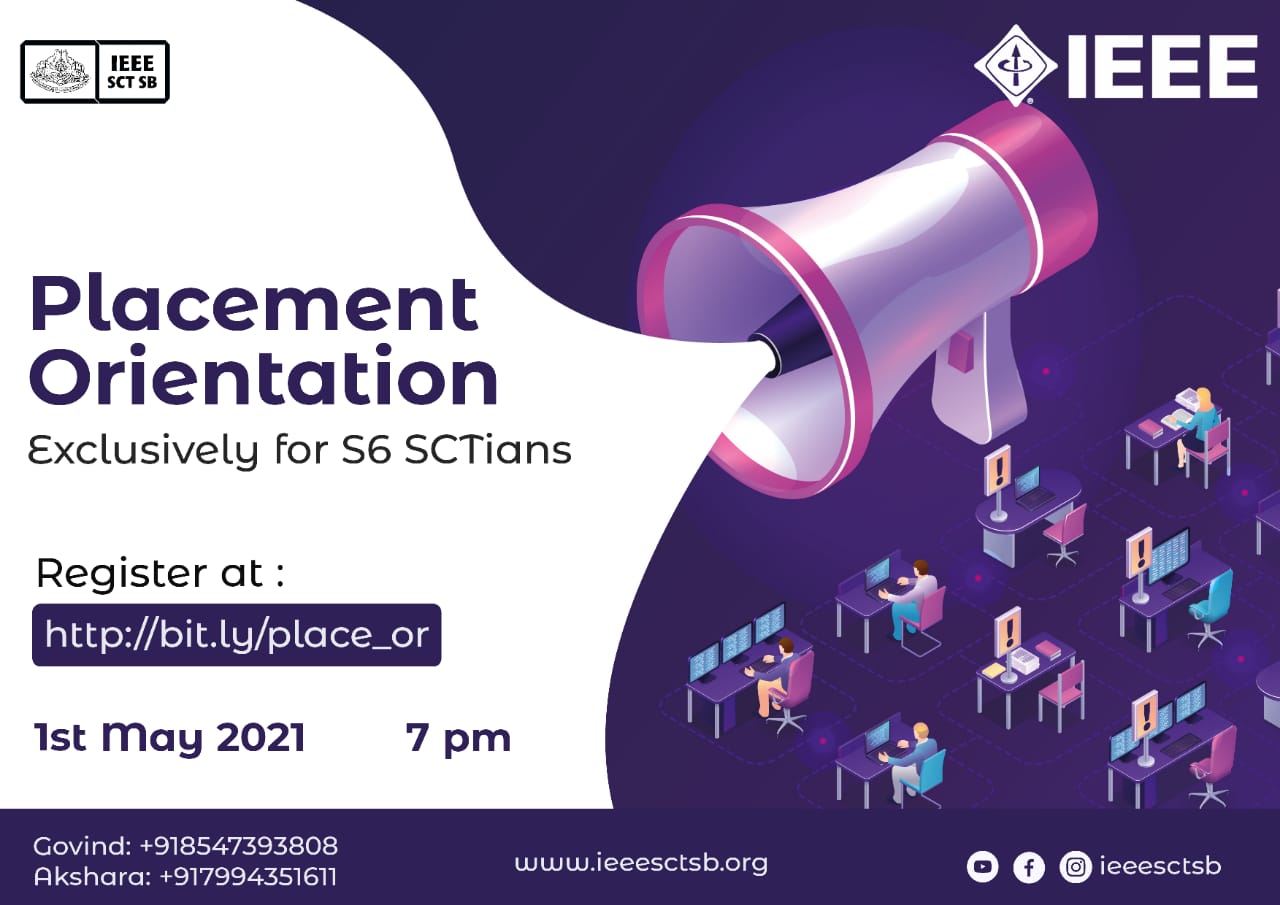 IEEE
SCT SB
IEEE
Placement
Orientation
Exclusively for S6 SCTians
Register at :
http://bit.ly/place_or
1st May 2021 7 pm
Govind: +918547393808
Akshara: +917994351611
www.ieeesctsb.org
ieeesctsb